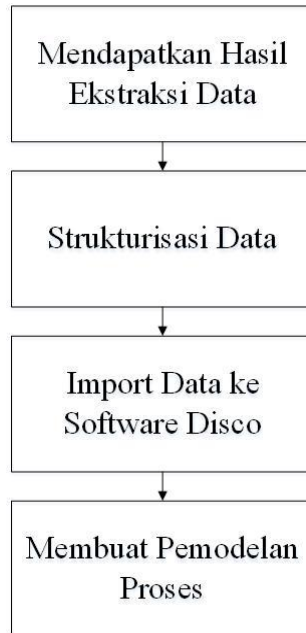 Mendapatkan Hasil
Ekstraksi Data
Strukturisasi Data
Import Data ke
Software Disco
Membuat Pemodelan
Proses